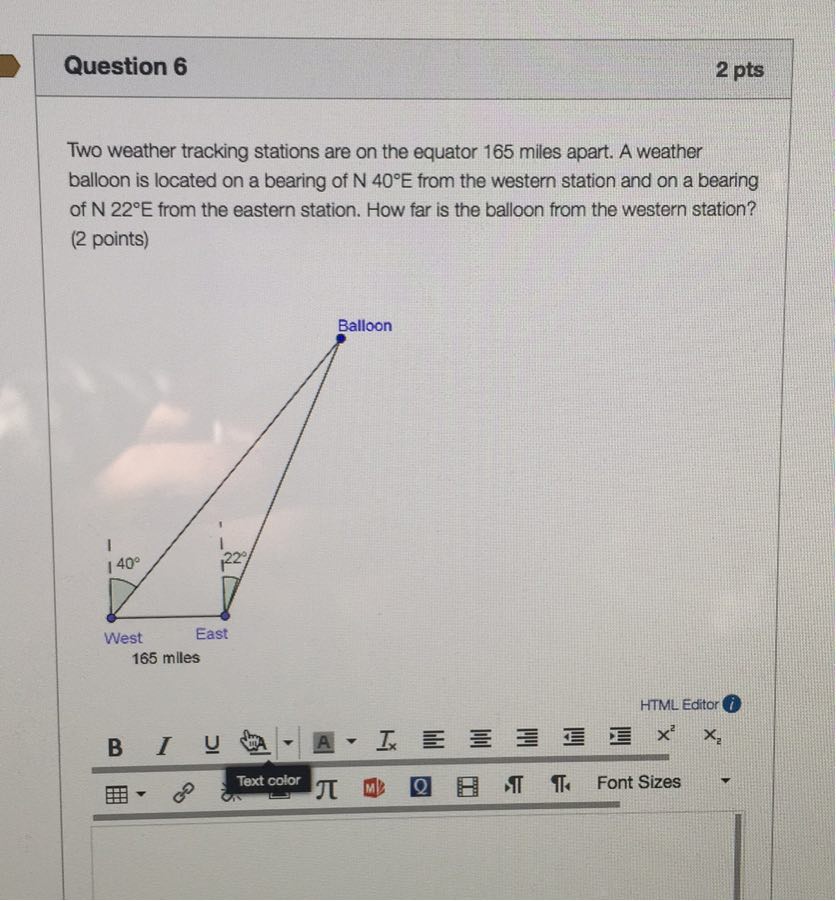 Question 6
2 pts
Two weather tracking stations are on the equator 165 miles apart. A weather
balloon is located on a bearing of N 40°E from the western station and on a bearing
of N 22°E from the eastern station. How far is the balloon from the western station?
(2 points)
Balloon
40°
22°
West
East
165 miles
HTML Editor
B I U A A Ix x² x₂
Text color
π M Q ¶ ¶ Font Sizes